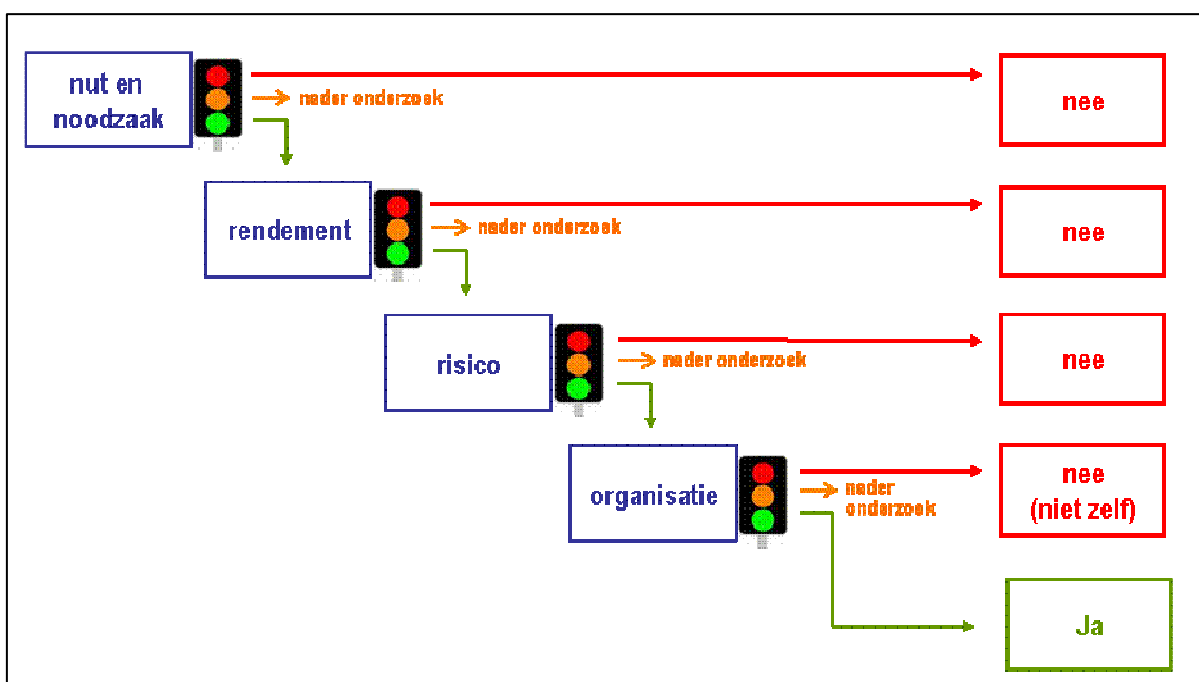 nut en
noodzaak
nader onderzoek
nee
rendement
nader onderzoek
nee
risico
nader onderzoek
nee
organisatie
nader
onderzoek
nee
(niet zelf)
Ja